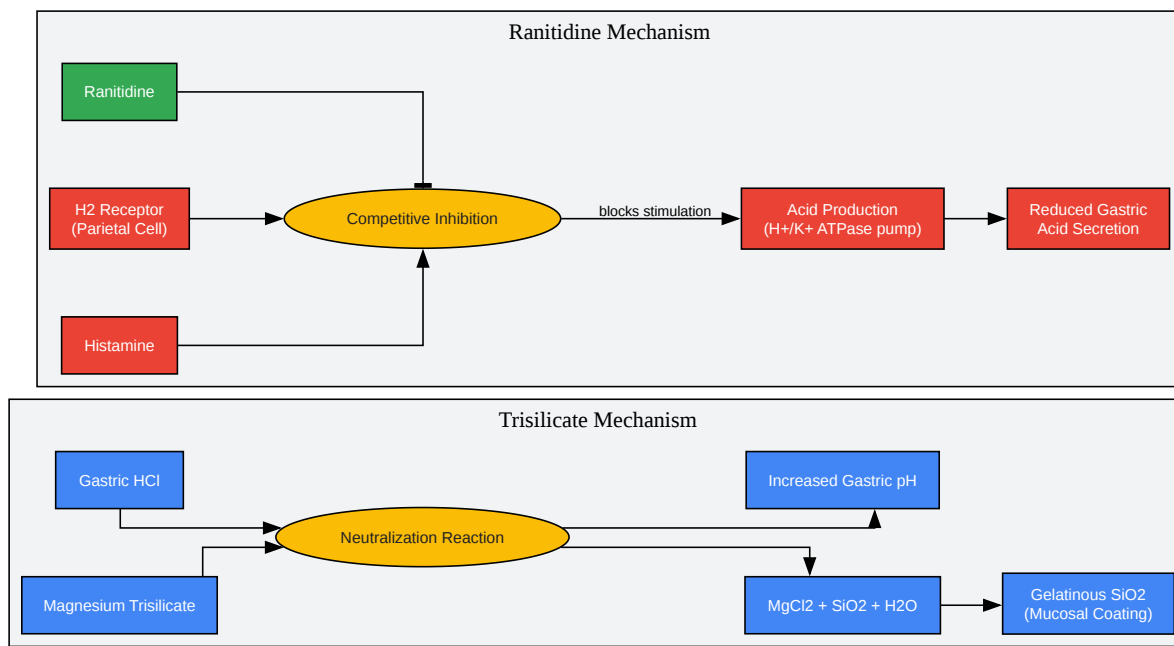 Ranitidine Mechanism
Ranitidine
H2 Receptor
(Parietal Cell)
Competitive Inhibition
blocks stimulation
Acid Production
(H+/K+ ATPase pump)
Reduced Gastric
Acid Secretion
Histamine
Trisilicate Mechanism
Gastric HCl
Increased Gastric pH
Neutralization Reaction
Magnesium Trisilicate
MgCl2 + SiO2 + H2O
Gelatinous SiO2
(Mucosal Coating)